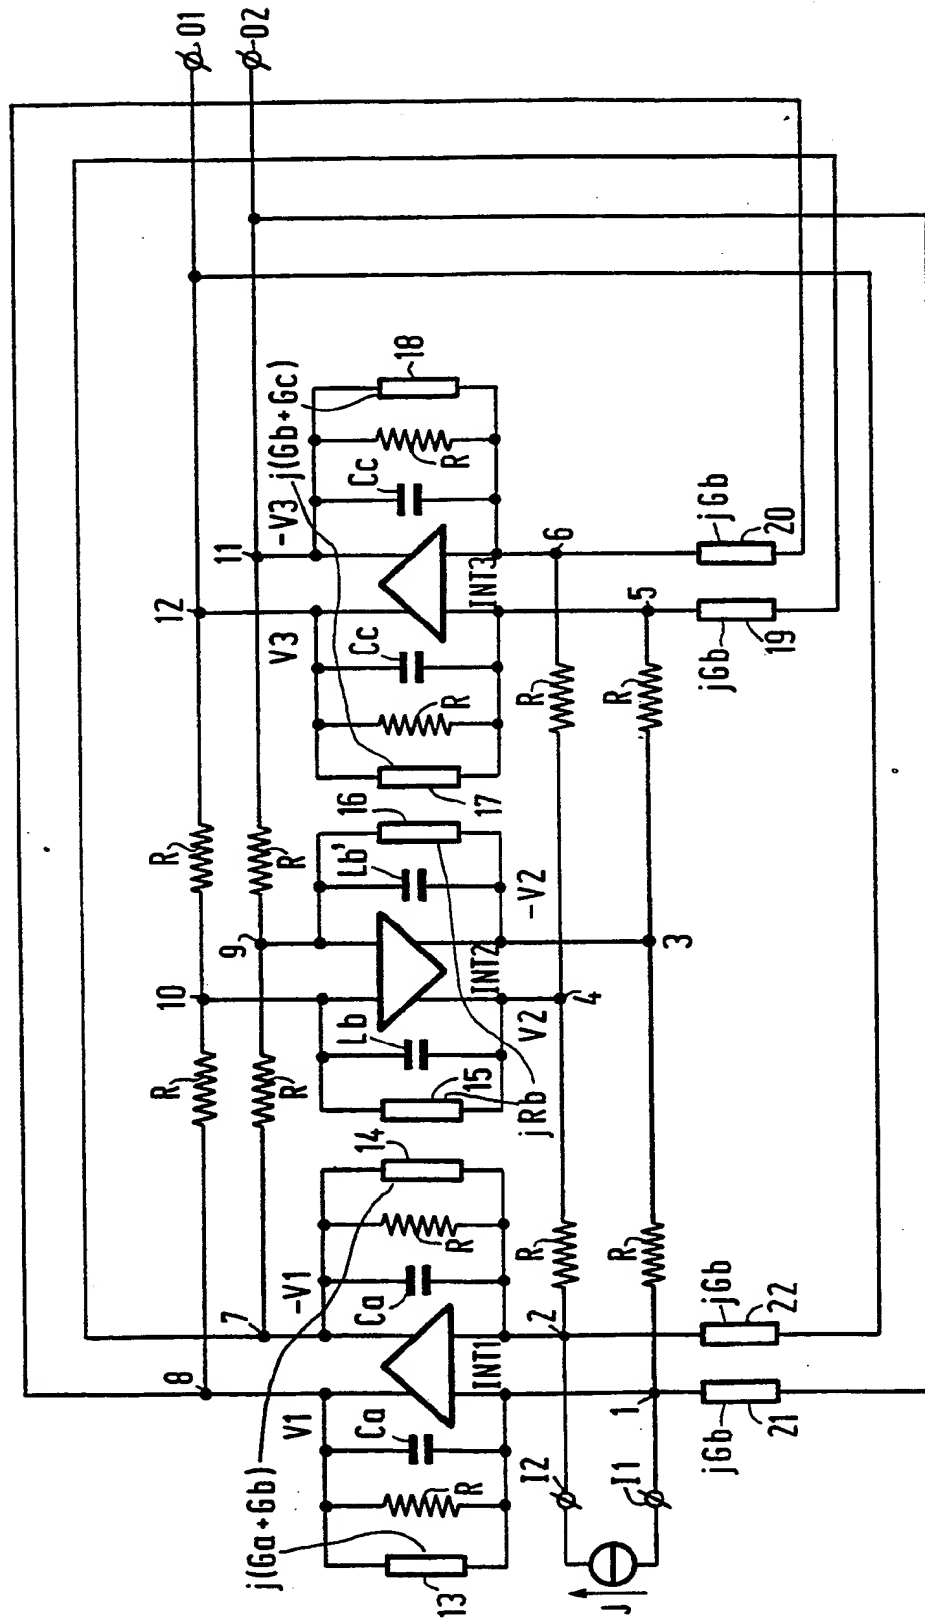 8
R
10
R
12
O1
7
R
9
R
11
O2
V1
-V1
V3
-V3
j(Ga+Gb)
14
16
j(Gb+Gc)
Ca
Lb
Lb'
Cc
Cc
18
Ca
R
R
R
R
13
15
17
INT1
INT2
INT3
V2
-V2
jRb
I2
2
R
4
R
6
J
I1
1
R
3
R
5
jGb
jGb
jGb
jGb
21
22
19
20